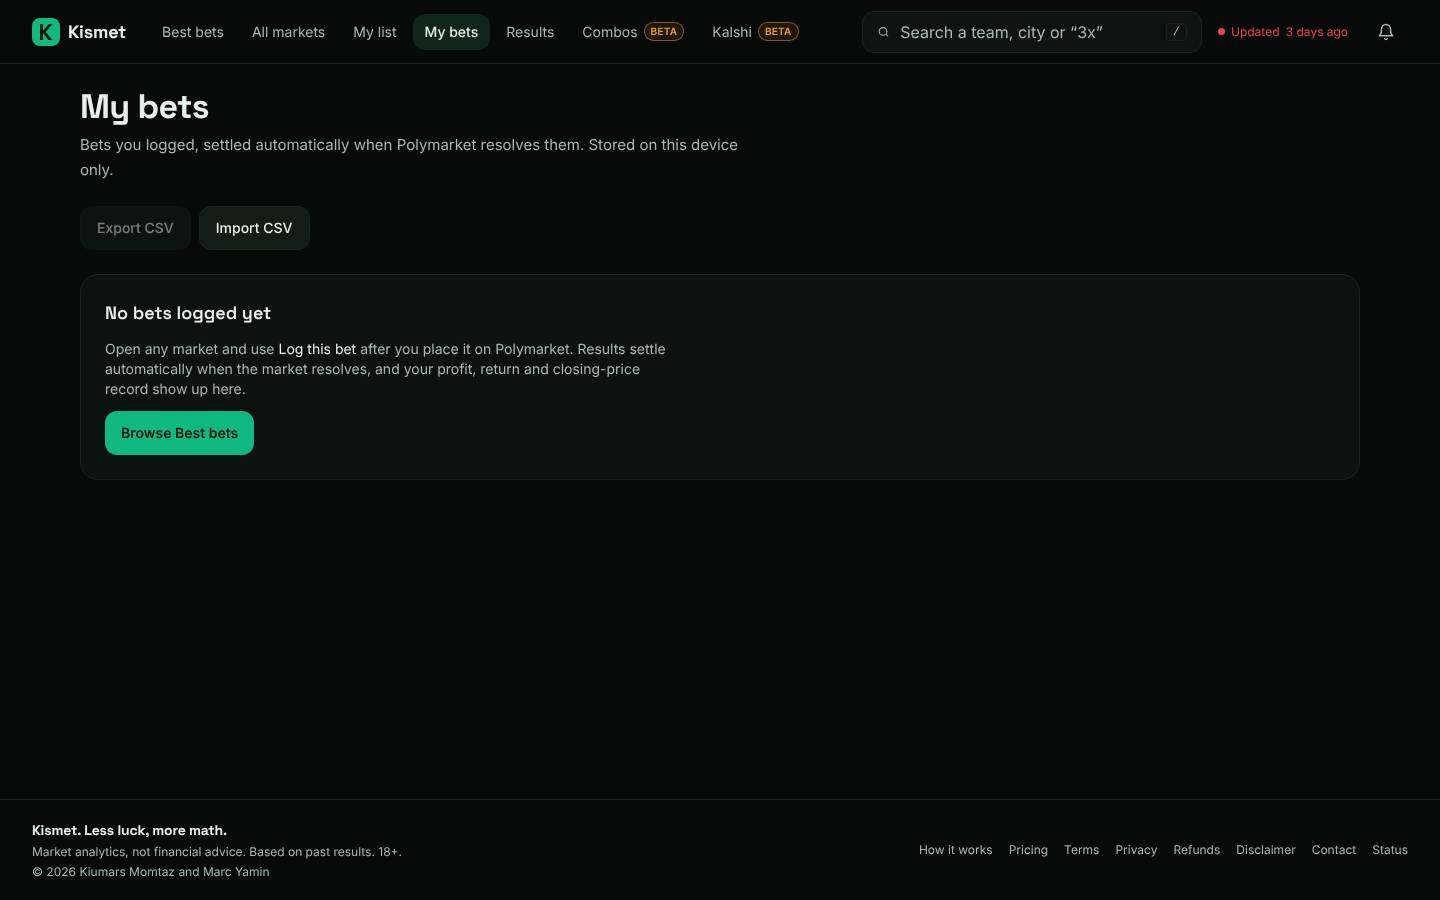 K Kismet Best bets All markets My list My bets Results Combos BETA Kalshi BETA Search a team, city or “3x” / Updated 3 days ago
My bets
Bets you logged, settled automatically when Polymarket resolves them. Stored on this device
only.
Export CSV Import CSV
No bets logged yet
Open any market and use Log this bet after you place it on Polymarket. Results settle
automatically when the market resolves, and your profit, return and closing-price
record show up here.
Browse Best bets
Kismet. Less luck, more math.
Market analytics, not financial advice. Based on past results. 18+.
© 2026 Kiumars Momtaz and Marc Yamin
How it works Pricing Terms Privacy Refunds Disclaimer Contact Status